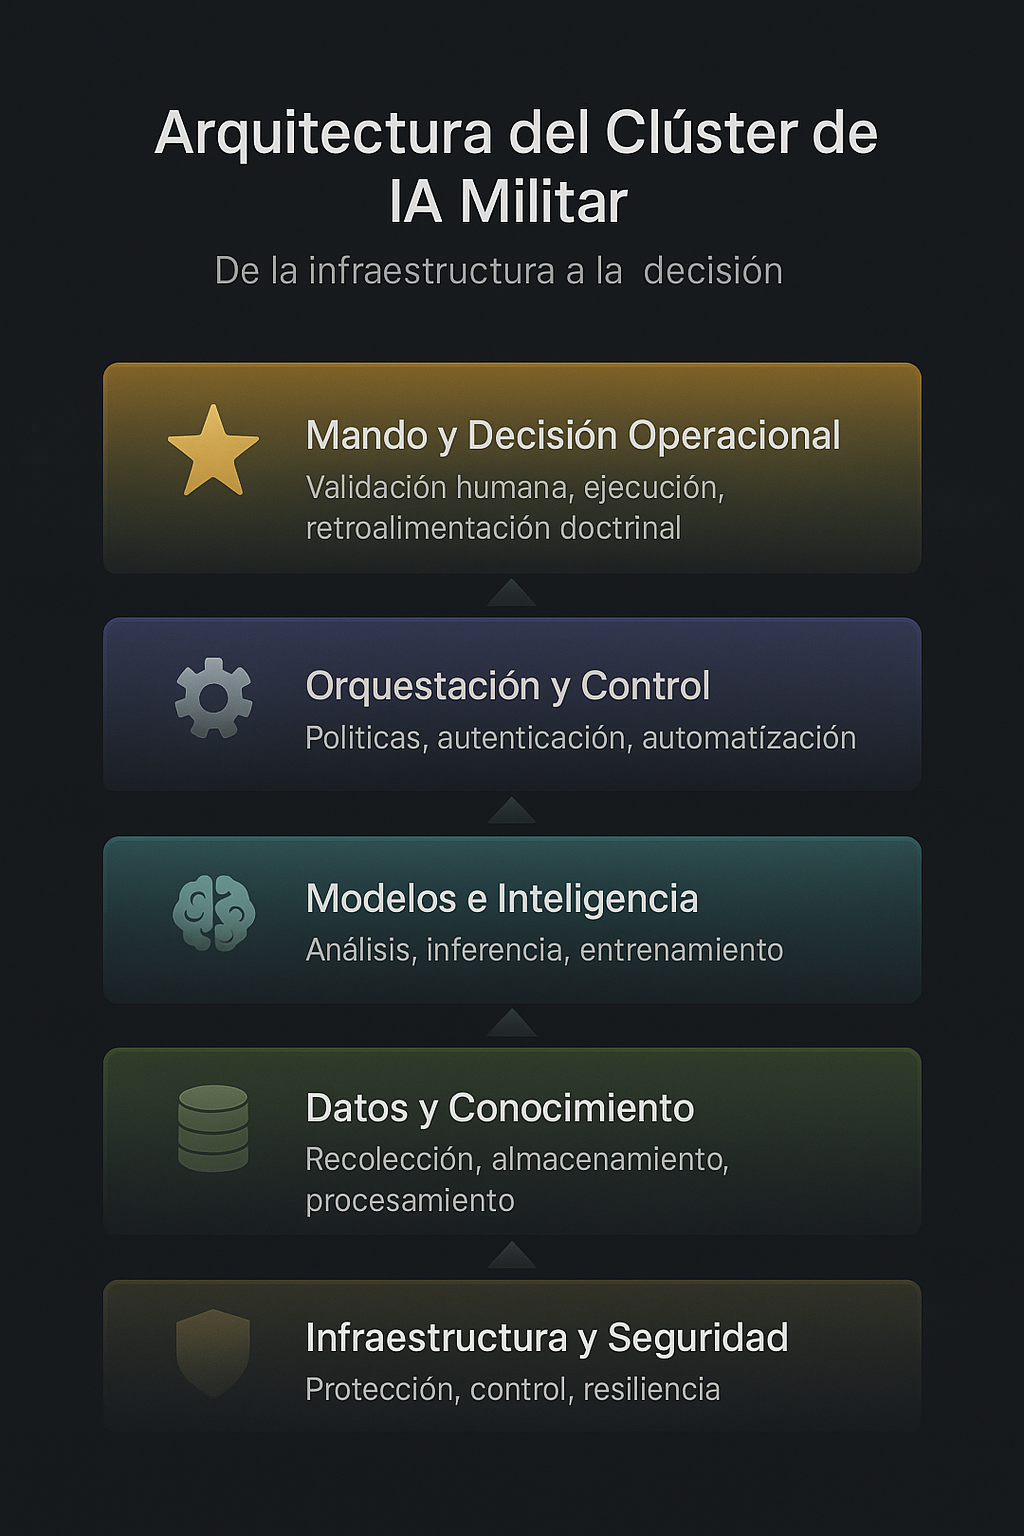 Arquitectura del Clúster de
IA Militar
De la infraestructura a la decisión
Mando y Decisión Operacional
Validación humana, ejecución,
retroalimentación doctrinal
Orquestación y Control
Politicas, autenticación, automatízación
Modelos e Inteligencia
Análisis, inferencia, entrenamiento
Datos y Conocimiento
Recolección, almacenamiento,
procesamiento
Infraestructura y Seguridad
Protección, control, resiliencia